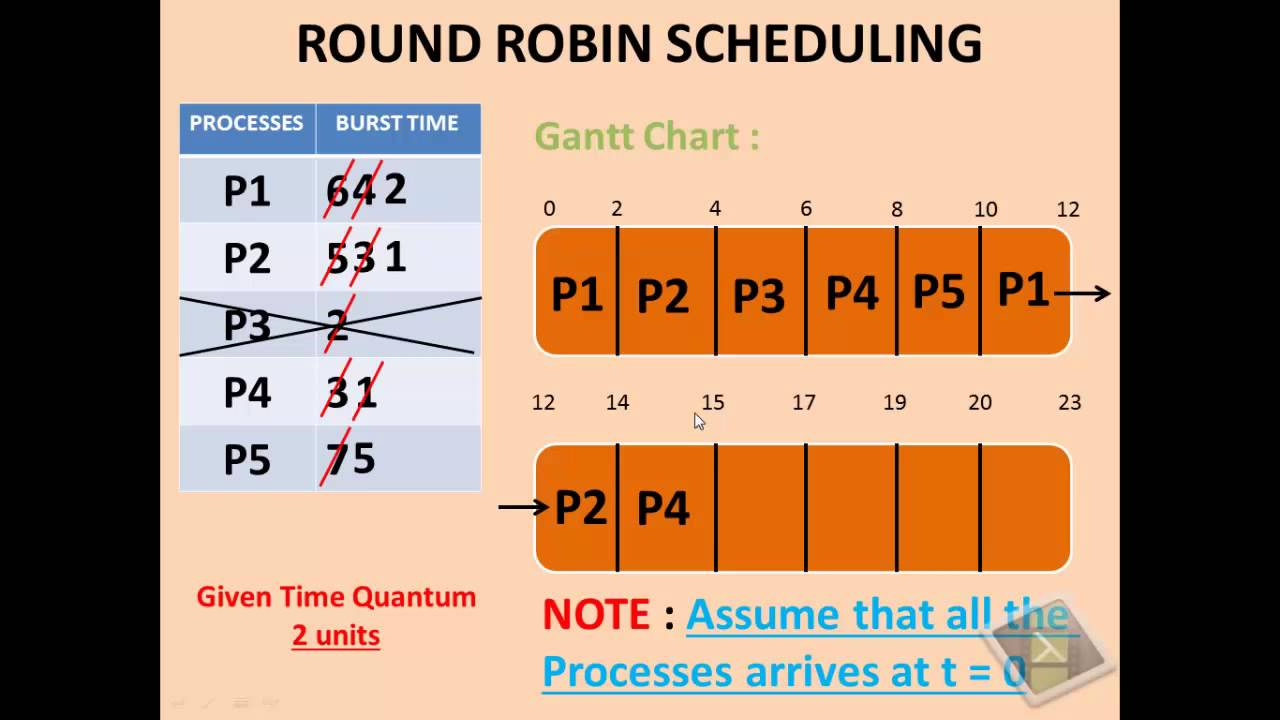 ROUND ROBIN SCHEDULING
PROCESSES BURST TIME
P1 6 4 2
P2 5 3 1
P3 2
P4 3 1
P5 7 5
Given Time Quantum
2 units
Gantt Chart :
0 2 4 6 8 10 12
P1 P2 P3 P4 P5 P1
12 14 15 17 19 20 23
P2 P4
NOTE : Assume that all the
Processes arrives at t = 0